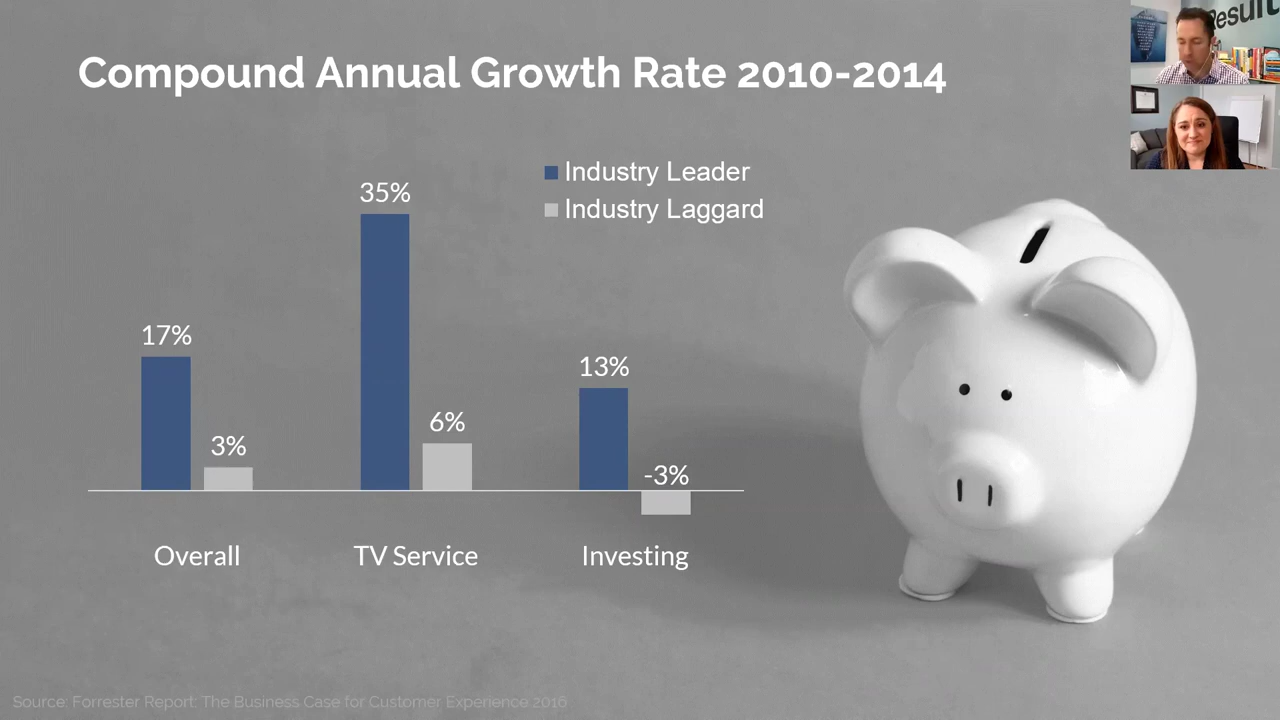 Compound Annual Growth Rate 2010-2014
Result
Industry Leader
Industry Laggard
35%
17%
13%
6%
3%
-3%
Overall
TV Service
Investing
Source: Forrester Report: The Business Case for Customer Experience 2016